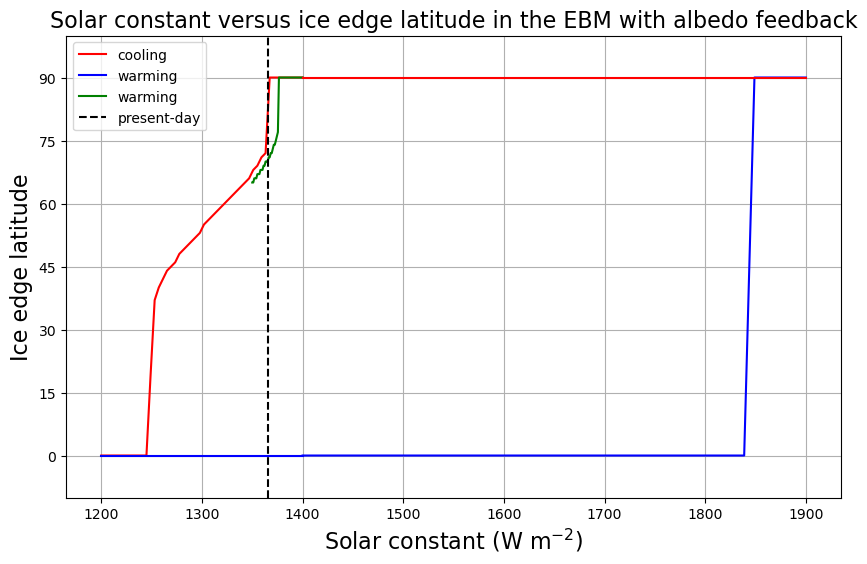 Solar constant versus ice edge latitude in the EBM with albedo feedback
cooling
warming
warming
present-day
Ice edge latitude
90
75
60
45
30
15
0
1200 1300 1400 1500 1600 1700 1800 1900
Solar constant (W m⁻²)